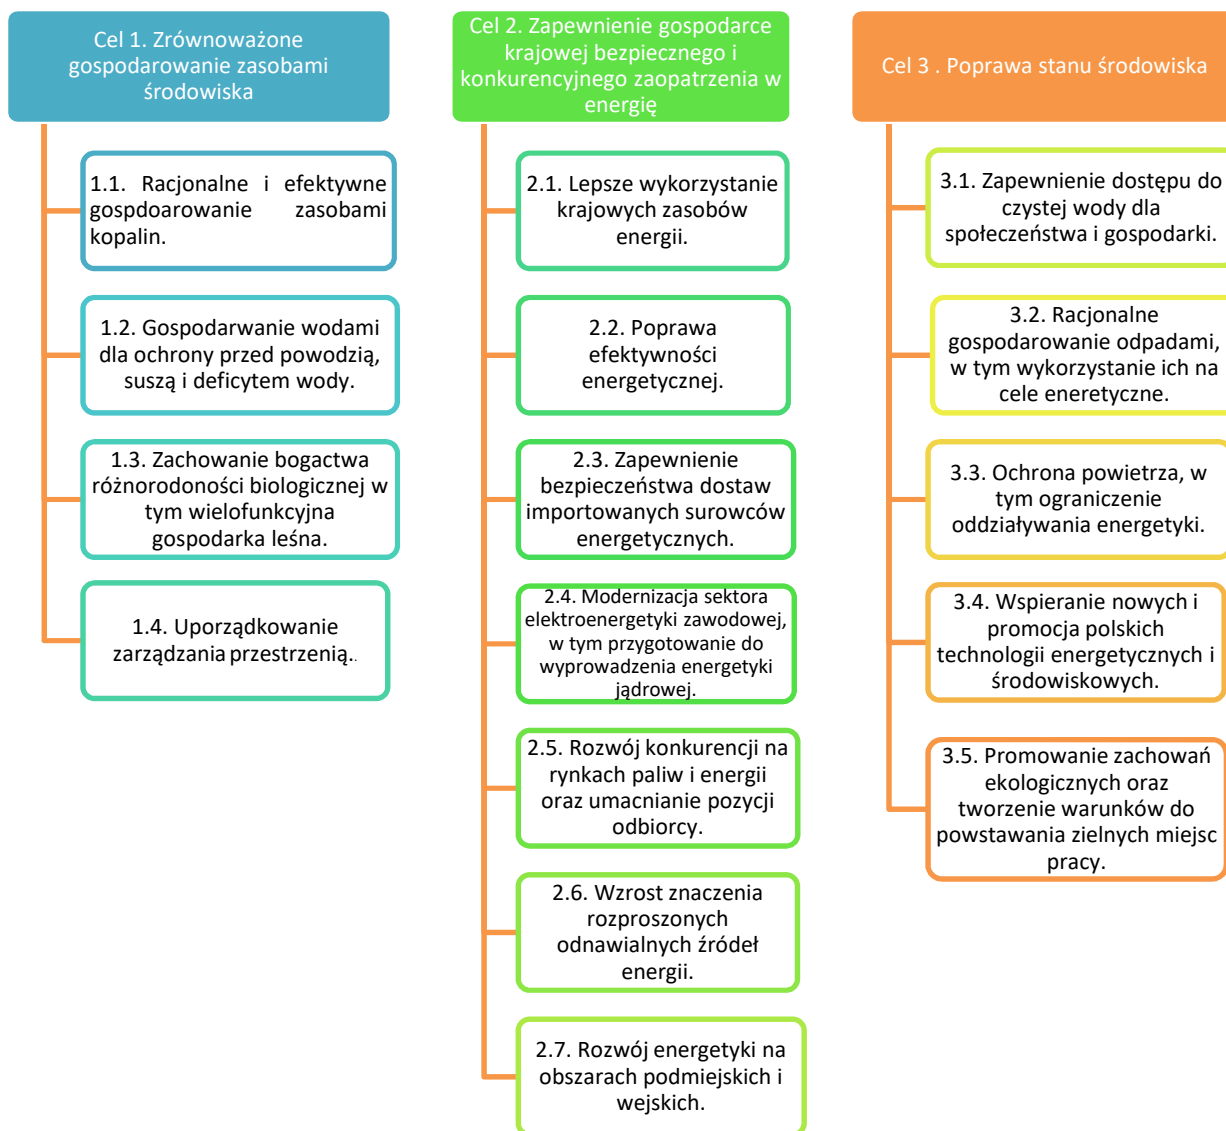 Cel 1. Zrównoważone
gospodarowanie zasobami
środowiska
1.1. Racjonalne i efektywne
gospdoarowanie zasobami
kopalin.
1.2. Gospodarwanie wodami
dla ochrony przed powodzią,
suszą i deficytem wody.
1.3. Zachowanie bogactwa
różnorodoności biologicznej w
tym wielofunkcyjna
gospodarka leśna.
1.4. Uporządkowanie
zarządzania przestrzenią..
Cel 2. Zapewnienie gospodarce
krajowej bezpiecznego i
konkurencyjnego zaopatrzenia w
energię
2.1. Lepsze wykorzystanie
krajowych zasobów
energii.
2.2. Poprawa
efektywności
energetycznej.
2.3. Zapewnienie
bezpieczeństwa dostaw
importowanych surowców
energetycznych.
2.4. Modernizacja sektora
elektroenergetyki zawodowej,
w tym przygotowanie do
wyprowadzenia energetyki
jądrowej.
2.5. Rozwój konkurencji na
rynkach paliw i energii
oraz umacnianie pozycji
odbiorcy.
2.6. Wzrost znaczenia
rozproszonych
odnawialnych źródeł
energii.
2.7. Rozwój energetyki na
obszarach podmiejskich i
wejskich.
Cel 3 . Poprawa stanu środowiska
3.1. Zapewnienie dostępu do
czystej wody dla
społeczeństwa i gospodarki.
3.2. Racjonalne
gospodarowanie odpadami,
w tym wykorzystanie ich na
cele eneretyczne.
3.3. Ochrona powietrza, w
tym ograniczenie
oddziaływania energetyki.
3.4. Wspieranie nowych i
promocja polskich
technologii energetycznych i
środowiskowych.
3.5. Promowanie zachowań
ekologicznych oraz
tworzenie warunków do
powstawania zielnych miejsc
pracy.